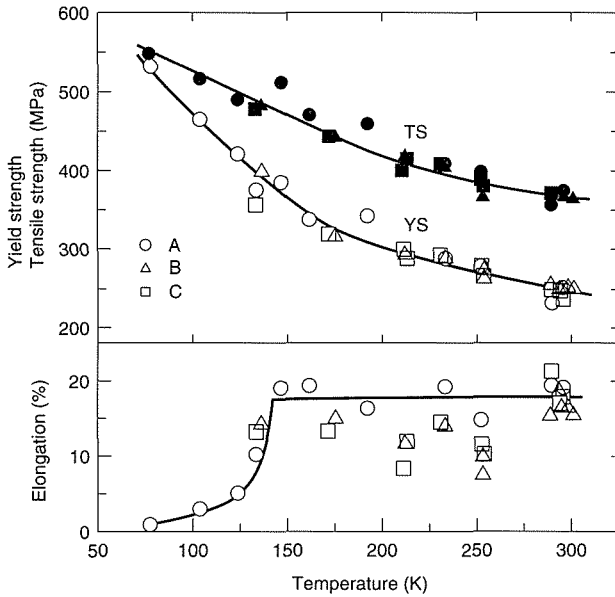 Yield strength
Tensile strength (MPa)
600
500
400
300
200
TS
YS
A
B
C
Elongation (%)
20
10
0
50
100
150
200
250
300
Temperature (K)